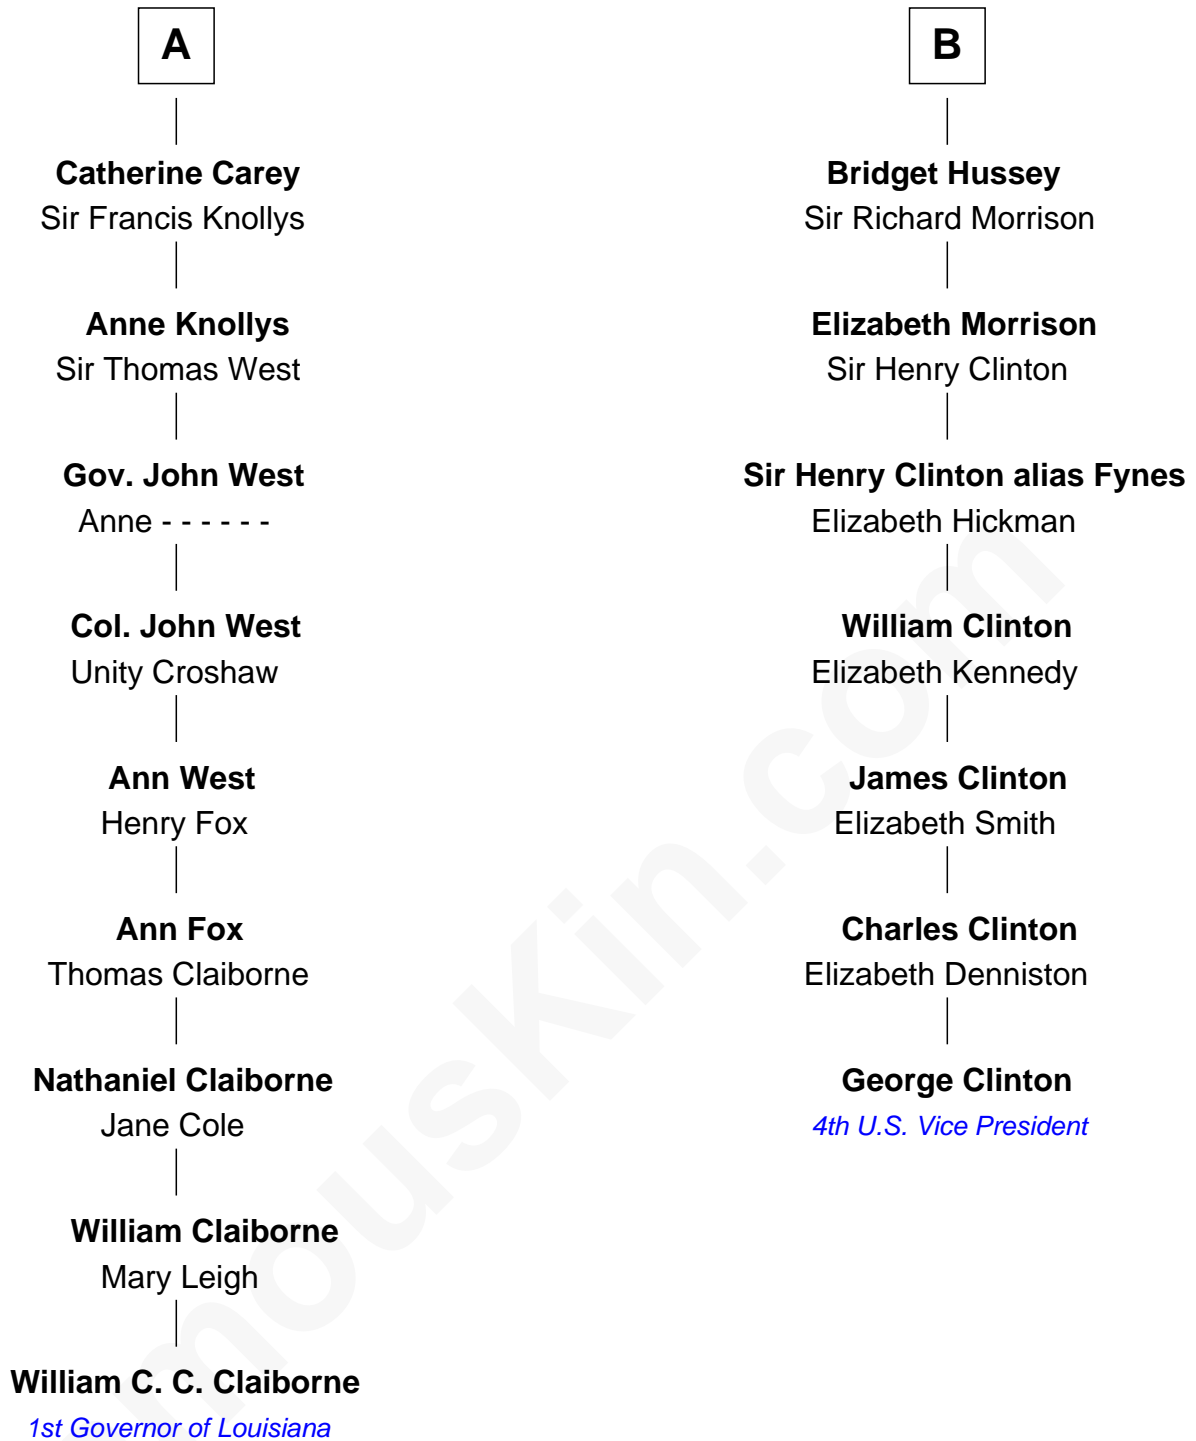 A
Catherine Carey
Sir Francis Knollys
Anne Knollys
Sir Thomas West
Gov. John West
Anne - - - - - -
Col. John West
Unity Croshaw
Ann West
Henry Fox
Ann Fox
Thomas Claiborne
Nathaniel Claiborne
Jane Cole
William Claiborne
Mary Leigh
William C. C. Claiborne
1st Governor of Louisiana
B
Bridget Hussey
Sir Richard Morrison
Elizabeth Morrison
Sir Henry Clinton
Sir Henry Clinton alias Fynes
Elizabeth Hickman
William Clinton
Elizabeth Kennedy
James Clinton
Elizabeth Smith
Charles Clinton
Elizabeth Denniston
George Clinton
4th U.S. Vice President
mousKin.com